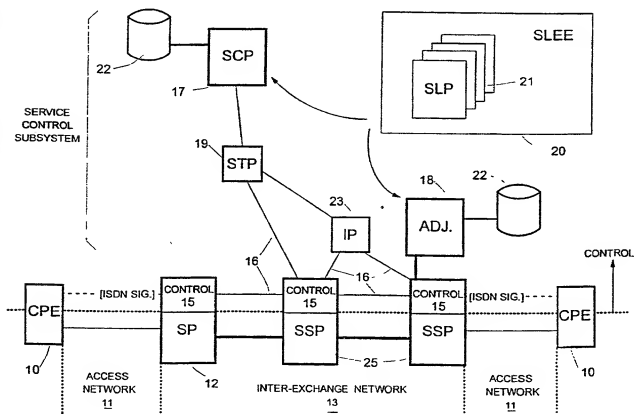 SLEE
SCP
22
17
SLP
21
SERVICE
CONTROL
SUBSYSTEM
20
19
STP
18
22
23
IP
ADJ.
16
16
CONTROL
CPE
[ISDN SIG.]
CONTROL
15
SP
CONTROL
15
SSP
CONTROL
15
SSP
[ISDN SIG.]
CPE
10
12
25
10
ACCESS
NETWORK
11
INTER-EXCHANGE NETWORK
13
ACCESS
NETWORK
11